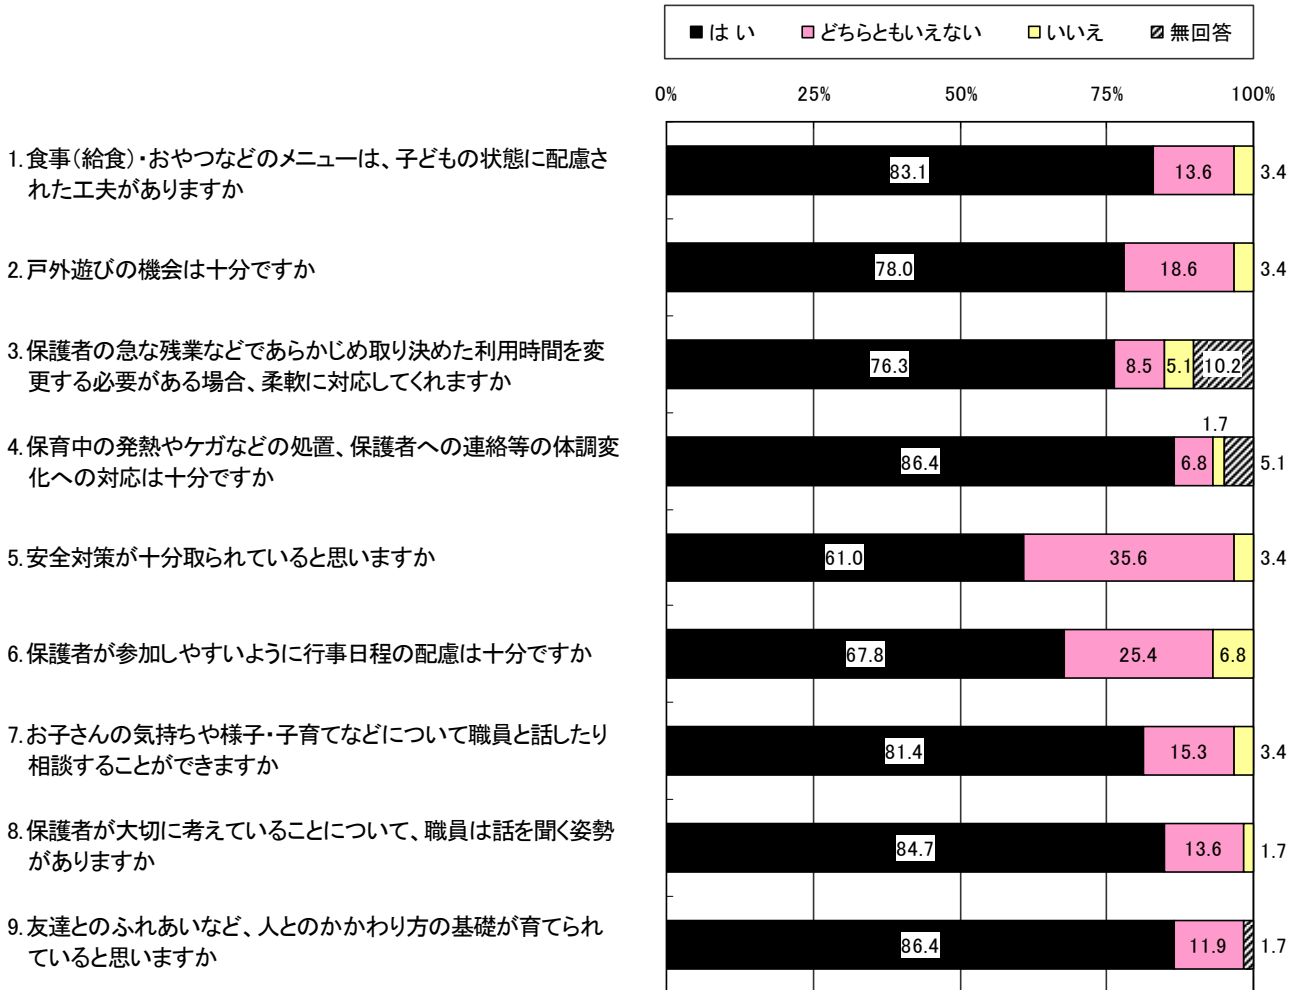 はい どちらともいえない いいえ 無回答
0% 25% 50% 75% 100%
1.食事(給食)・おやつなどのメニューは、子どもの状態に配慮さ
れた工夫がありますか
83.1 13.6 3.4
2.戸外遊びの機会は十分ですか
78.0 18.6 3.4
3.保護者の急な残業などであらかじめ取り決めた利用時間を変
更する必要がある場合、柔軟に対応してくれますか
76.3 8.5 5.1 10.2
4.保育中の発熱やケガなどの処置、保護者への連絡等の体調変
化への対応は十分ですか
86.4 6.8 1.7 5.1
5.安全対策が十分取られていると思いますか
61.0 35.6 3.4
6.保護者が参加しやすいように行事日程の配慮は十分ですか
67.8 25.4 6.8
7.お子さんの気持ちや様子・子育てなどについて職員と話したり
相談することができますか
81.4 15.3 3.4
8.保護者が大切に考えていることについて、職員は話を聞く姿勢
がありますか
84.7 13.6 1.7
9.友達とのふれあいなど、人とのかかわり方の基礎が育てられ
ていると思いますか
86.4 11.9 1.7